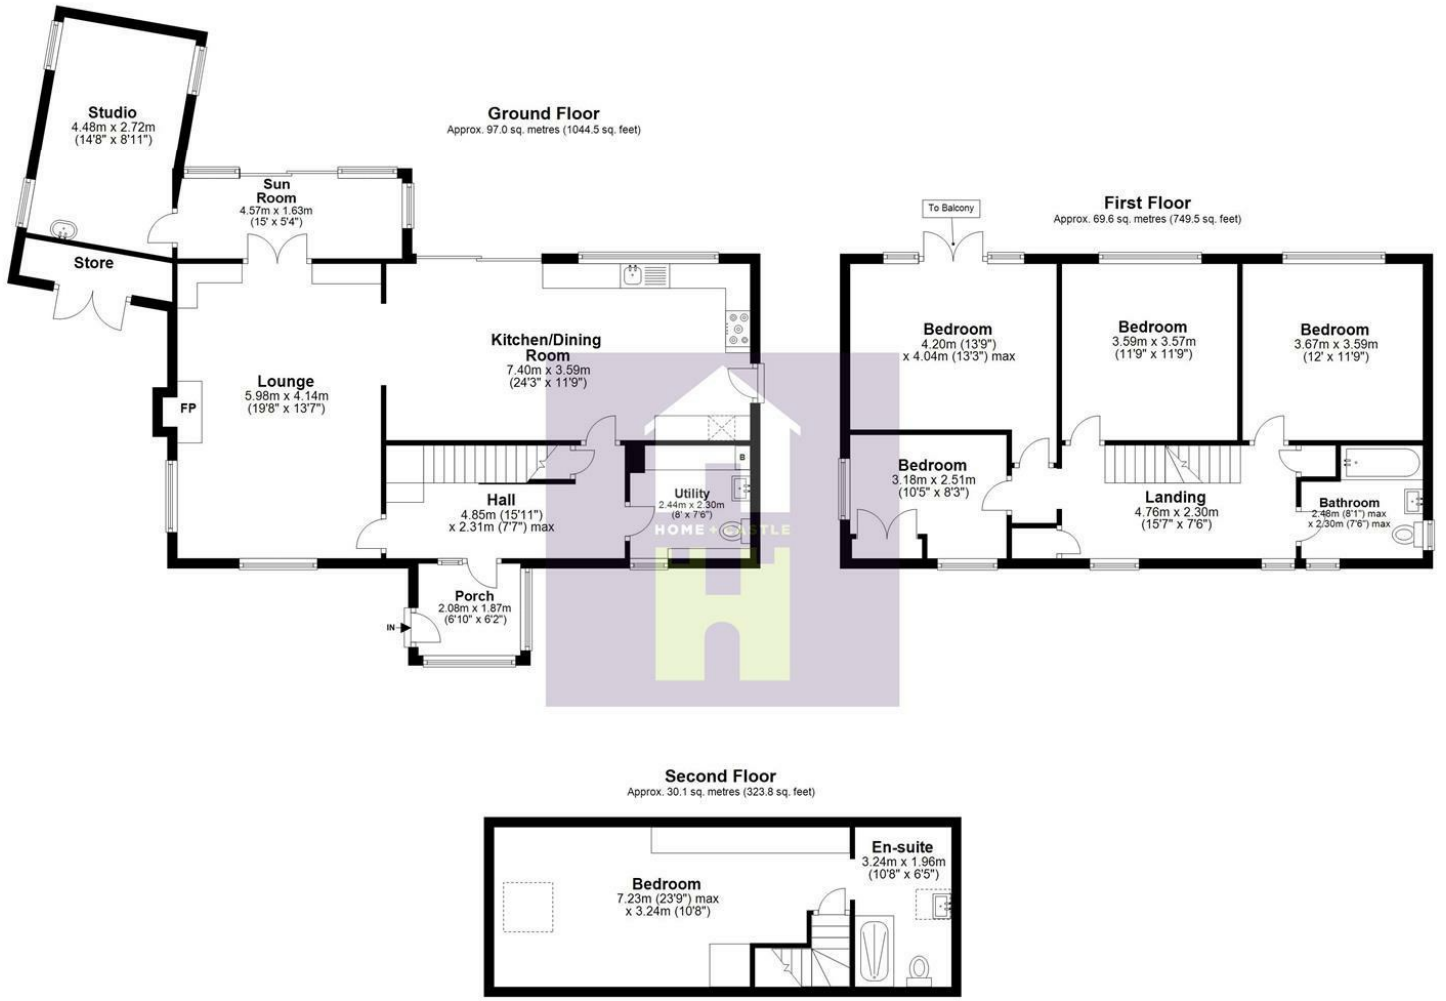 Ground Floor
Approx. 97.0 sq. metres (1044.5 sq. feet)
Studio
4.48m x 2.72m
(14'8" x 8'11")
Sun
Room
4.57m x 1.63m
(15' x 5'4")
Store
Kitchen/Dining
Room
7.40m x 3.59m
(24'3" x 11'9")
Lounge
5.98m x 4.14m
(19'8" x 13'7")
FP
B
Hall
4.85m (15'11")
x 2.31m (7'7") max
Utility
2.44m x 2.30m
(8' x 7'6")
HOME + CASTLE
Porch
2.08m x 1.87m
(6'10" x 6'2")
IN
First Floor
Approx. 69.6 sq. metres (749.5 sq. feet)
To Balcony
Bedroom
4.20m (13'9")
x 4.04m (13'3") max
Bedroom
3.59m x 3.57m
(11'9" x 11'9")
Bedroom
3.67m x 3.59m
(12' x 11'9")
Bedroom
3.18m x 2.51m
(10'5" x 8'3")
Landing
4.76m x 2.30m
(15'7" x 7'6")
Bathroom
2.48m (8'1") max
x 2.30m (7'6") max
Second Floor
Approx. 30.1 sq. metres (323.8 sq. feet)
Bedroom
7.23m (23'9") max
x 3.24m (10'8")
En-suite
3.24m x 1.96m
(10'8" x 6'5")